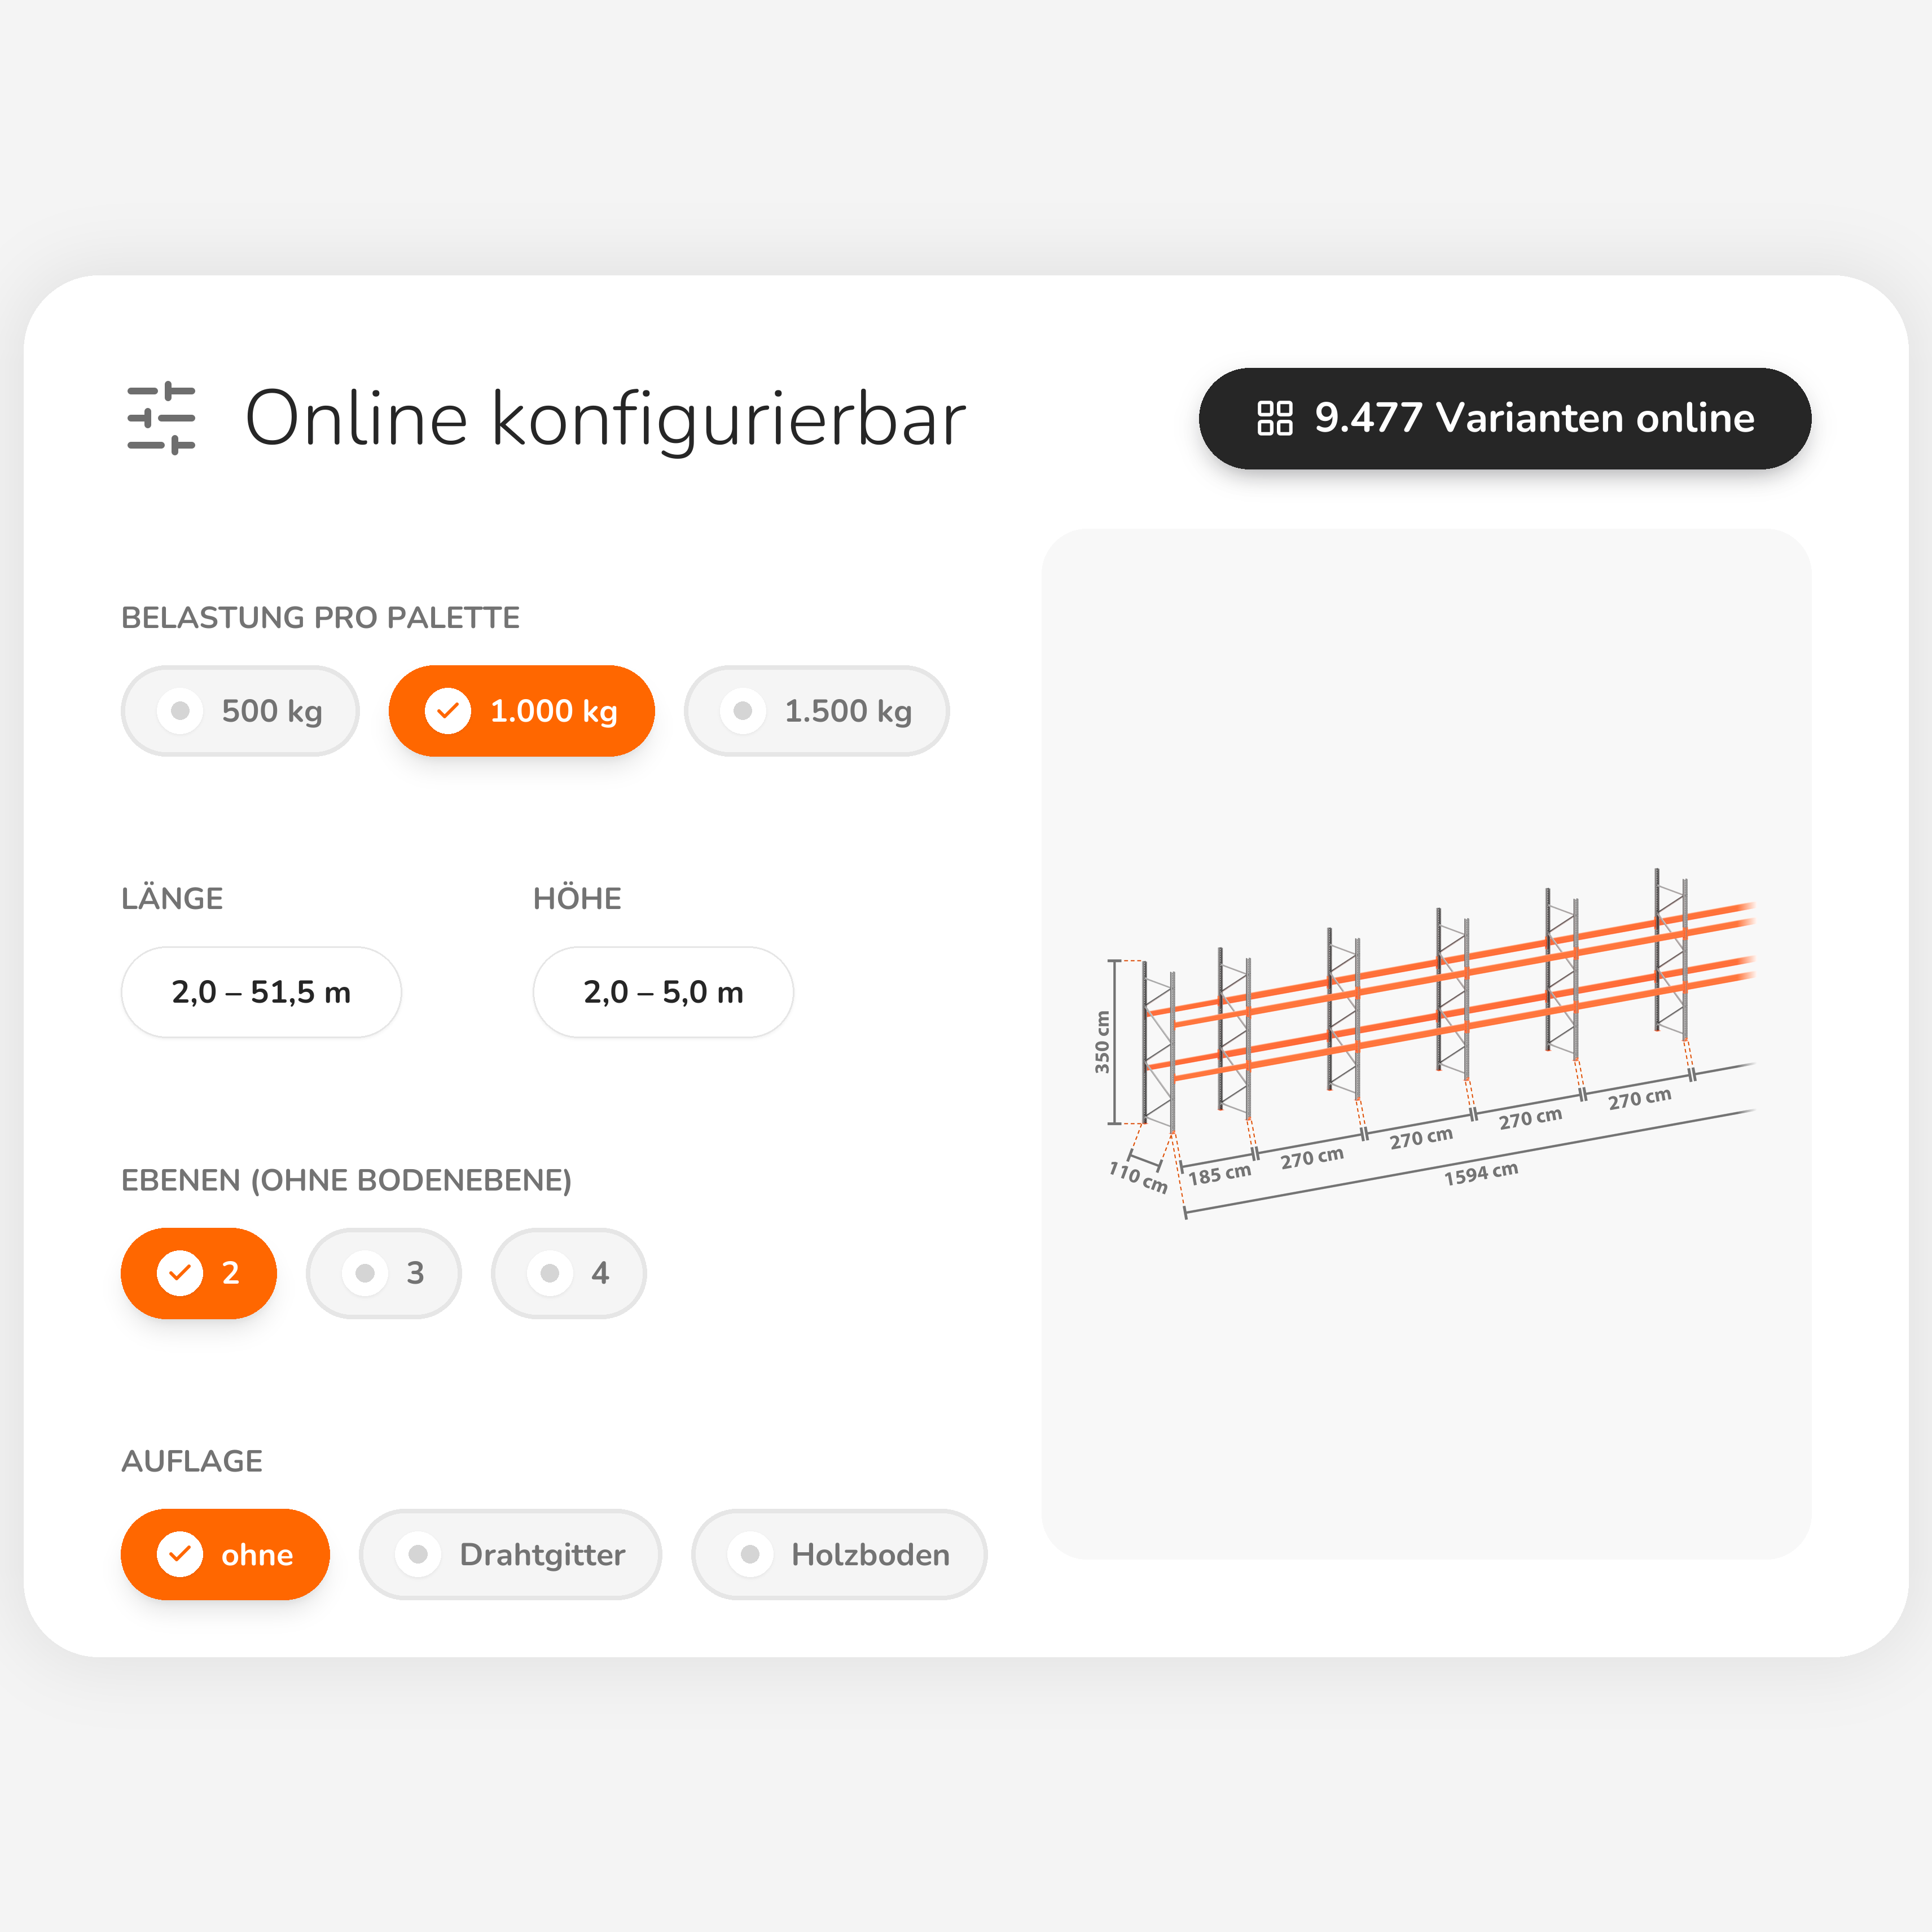 Online konfigurierbar
9.477 Varianten online
BELASTUNG PRO PALETTE
500 kg
1.000 kg
1.500 kg
LÄNGE
HÖHE
2,0 – 51,5 m
2,0 – 5,0 m
EBENEN (OHNE BODENEBENE)
2
3
4
AUFLAGE
ohne
Drahtgitter
Holzboden
350 cm
110 cm
185 cm
270 cm
270 cm
270 cm
270 cm
1594 cm